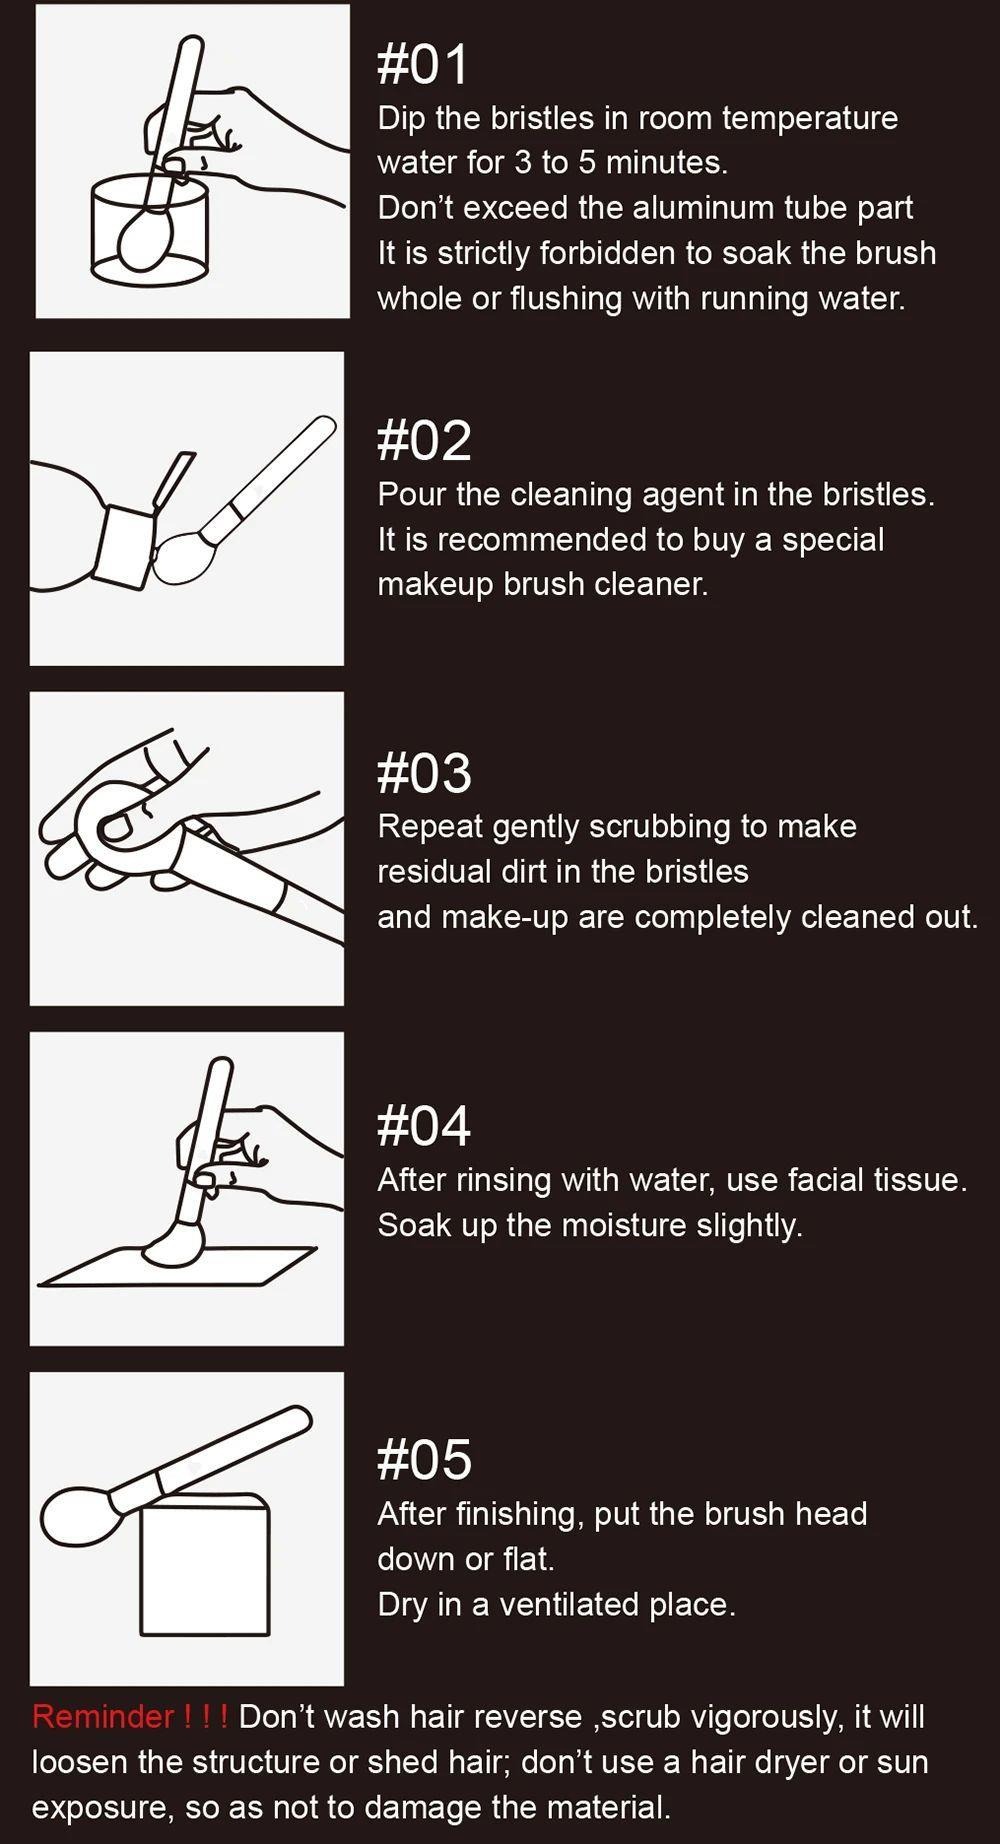 #01
Dip the bristles in room temperature
water for 3 to 5 minutes.
Don’t exceed the aluminum tube part
It is strictly forbidden to soak the brush
whole or flushing with running water.
#02
Pour the cleaning agent in the bristles.
It is recommended to buy a special
makeup brush cleaner.
#03
Repeat gently scrubbing to make
residual dirt in the bristles
and make-up are completely cleaned out.
#04
After rinsing with water, use facial tissue.
Soak up the moisture slightly.
#05
After finishing, put the brush head
down or flat.
Dry in a ventilated place.
Reminder ! ! ! Don’t wash hair reverse ,scrub vigorously, it will
loosen the structure or shed hair; don’t use a hair dryer or sun
exposure, so as not to damage the material.